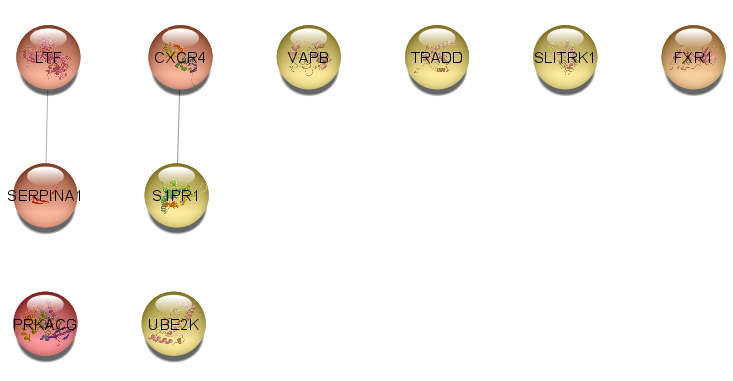 LTF CXCR4 VAPB TRADD SLITRK1 FXR1
SERPINA1 S1PR1
PRKACG UBE2K